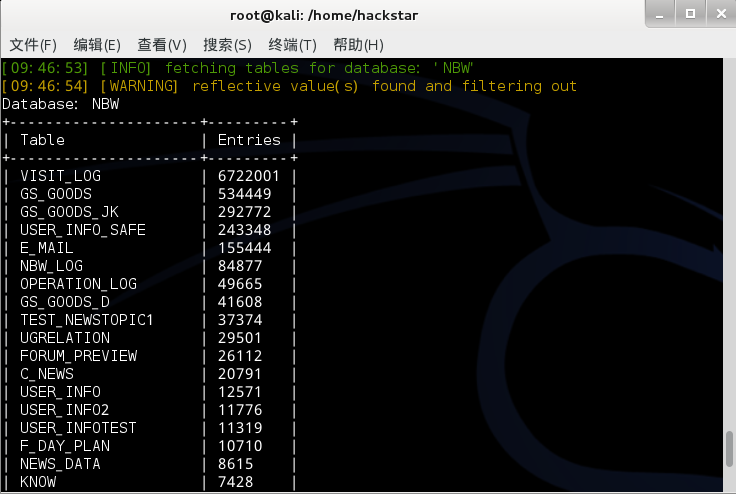 root@kali: /home/hackstar
文件(F) 编辑(E) 查看(V) 搜索(S) 终端(T) 帮助(H)
[09:46:53] [INFO] fetching tables for database: 'NBW'
[09:46:54] [WARNING] reflective value(s) found and filtering out
Database: NBW
+---------------------+---------+
| Table | Entries |
+---------------------+---------+
| VISIT_LOG | 6722001 |
| GS_GOODS | 534449 |
| GS_GOODS_JK | 292772 |
| USER_INFO_SAFE | 243348 |
| E_MAIL | 155444 |
| NBW_LOG | 84877 |
| OPERATION_LOG | 49665 |
| GS_GOODS_D | 41608 |
| TEST_NEWSTOPIC1 | 37374 |
| UGRELATION | 29501 |
| FORUM_PREVIEW | 26112 |
| C_NEWS | 20791 |
| USER_INFO | 12571 |
| USER_INFO2 | 11776 |
| USER_INFOTEST | 11319 |
| F_DAY_PLAN | 10710 |
| NEWS_DATA | 8615 |
| KNOW | 7428 |